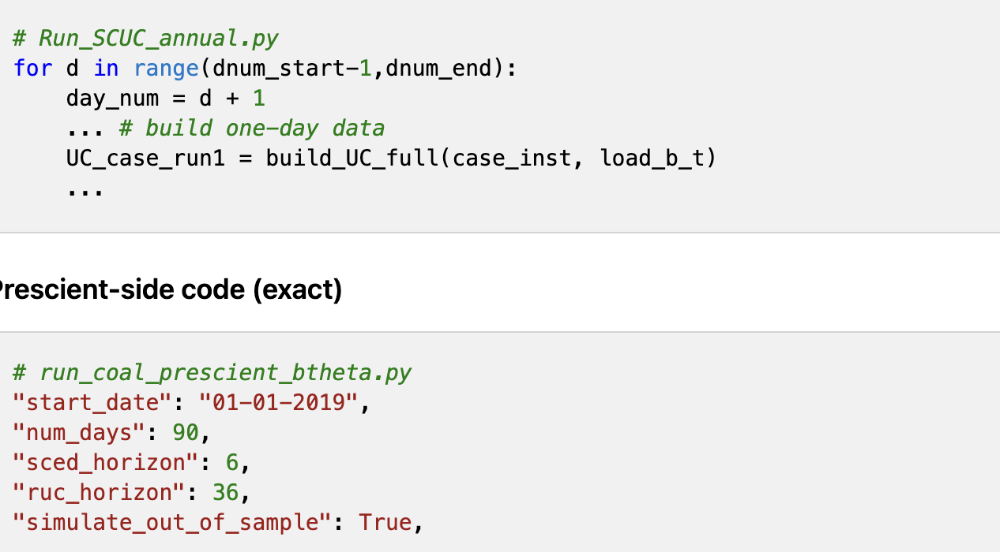 # Run_SCUC_annual.py
for d in range(dnum_start-1,dnum_end):
    day_num = d + 1
    ... # build one-day data
    UC_case_run1 = build_UC_full(case_inst, load_b_t)
    ...
Prescient-side code (exact)
# run_coal_prescient_btheta.py
"start_date": "01-01-2019",
"num_days": 90,
"sced_horizon": 6,
"ruc_horizon": 36,
"simulate_out_of_sample": True,